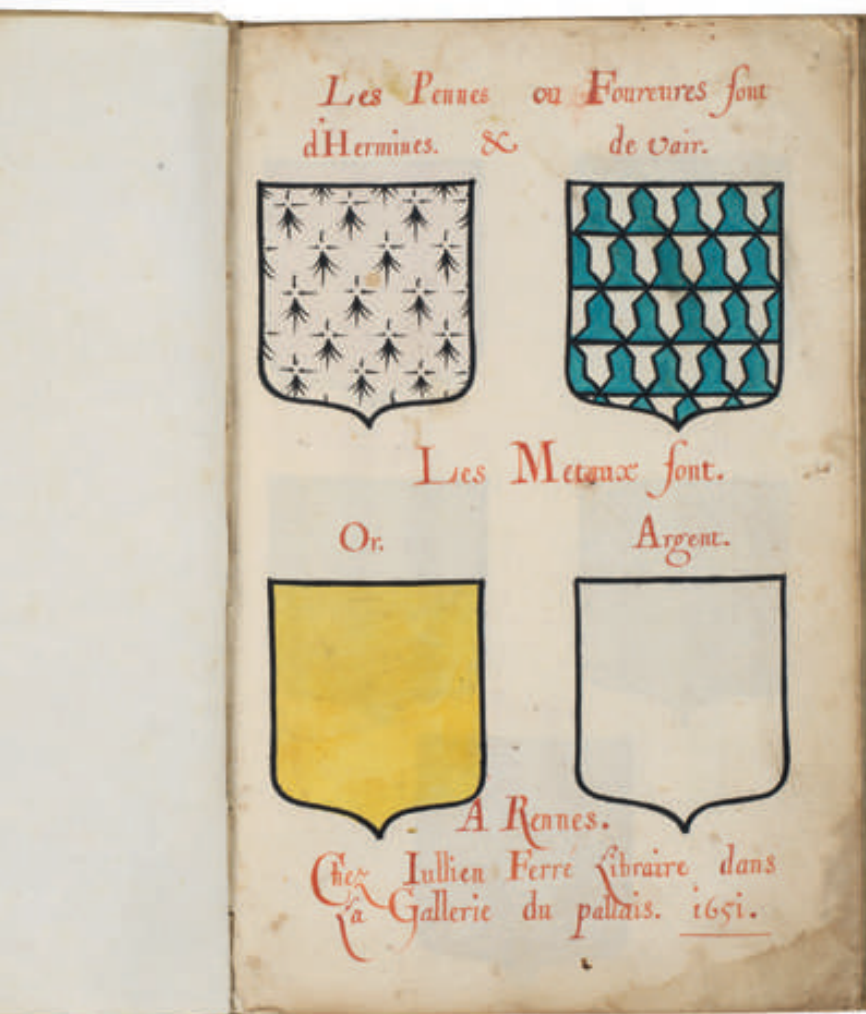 Les Pennes ou Foureures sont
d'Hermines. & de vair.
Les Metaux sont.
Or. Argent.
A Rennes.
Chez Iullien Ferré Libraire dans
La Gallerie du pallais. 1651.